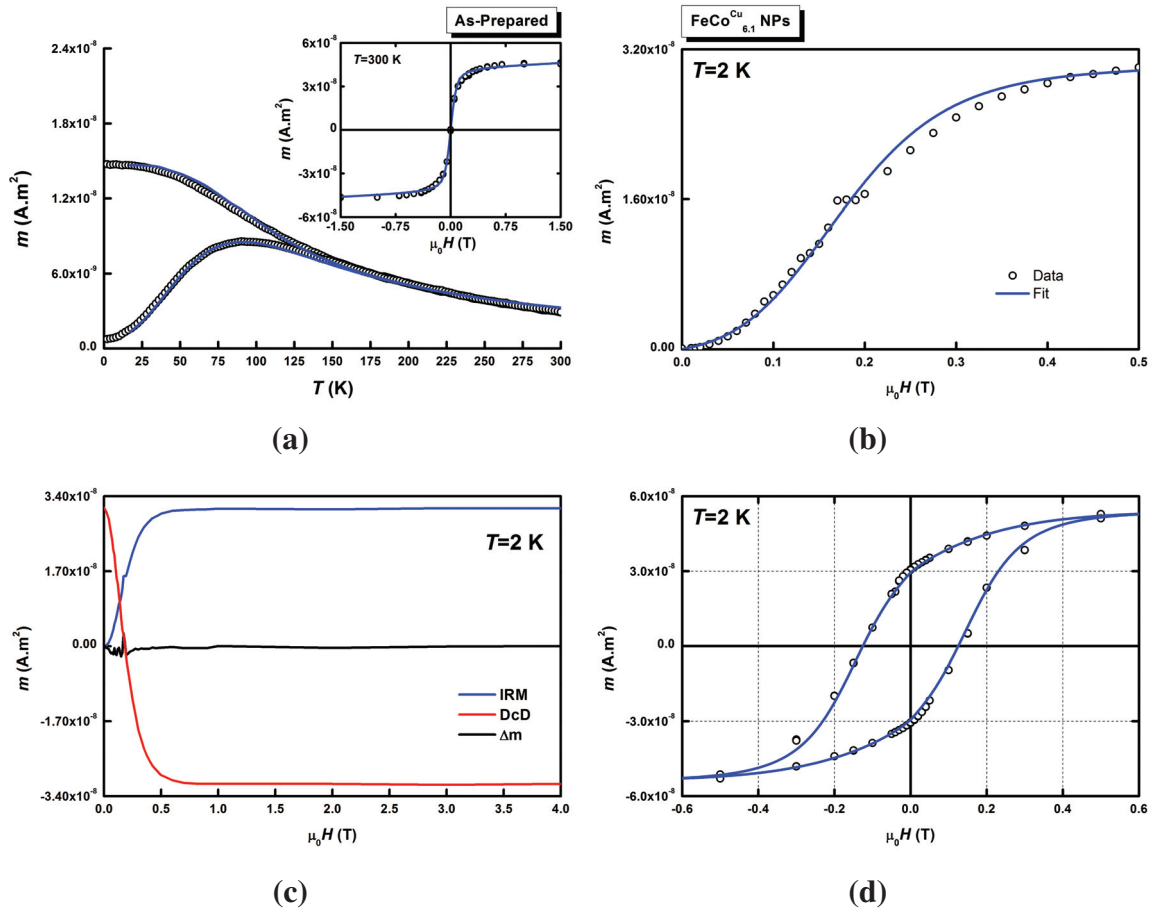 As-Prepared
2.4x10⁻⁸
1.8x10⁻⁸
1.2x10⁻⁸
6.0x10⁻⁹
0.0
m (A.m²)
0 25 50 75 100 125 150 175 200 225 250 275 300
T (K)
T=300 K
6x10⁻⁸
3x10⁻⁸
0
-3x10⁻⁸
-6x10⁻⁸
m (A.m²)
-1.50 -0.75 0.00 0.75 1.50
μ₀H (T)
(a)
FeCo^Cu_6.1 NPs
T=2 K
3.20x10⁻⁸
1.60x10⁻⁸
0.00
m (A.m²)
Data
Fit
0.0 0.1 0.2 0.3 0.4 0.5
μ₀H (T)
(b)
3.40x10⁻⁸
1.70x10⁻⁸
0.00
-1.70x10⁻⁸
-3.40x10⁻⁸
m (A.m²)
T=2 K
IRM
DcD
Δm
0.0 0.5 1.0 1.5 2.0 2.5 3.0 3.5 4.0
μ₀H (T)
(c)
T=2 K
6.0x10⁻⁸
3.0x10⁻⁸
0.0
-3.0x10⁻⁸
-6.0x10⁻⁸
m (A.m²)
-0.6 -0.4 -0.2 0.0 0.2 0.4 0.6
μ₀H (T)
(d)